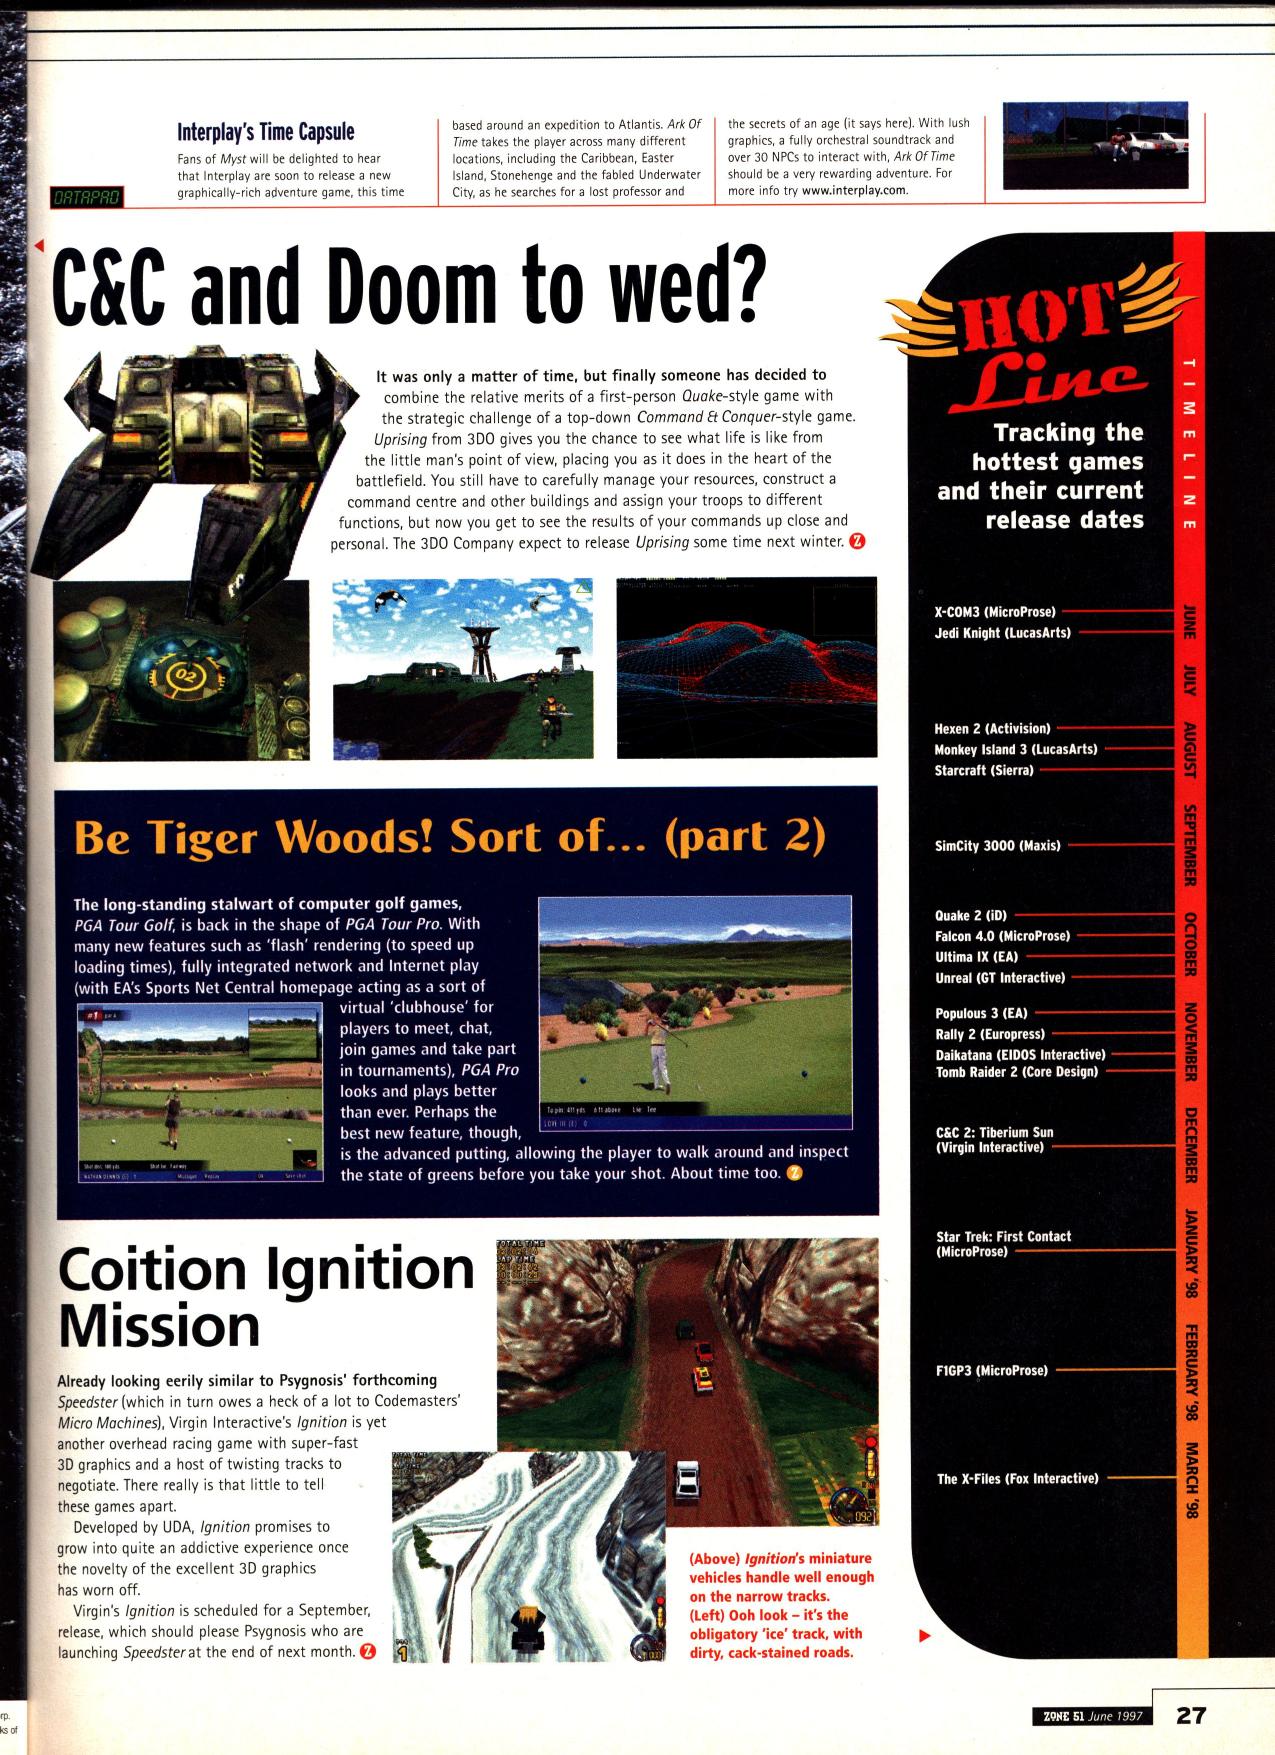 Interplay's Time Capsule
Fans of Myst will be delighted to hear
that Interplay are soon to release a new
graphically-rich adventure game, this time
based around an expedition to Atlantis. Ark Of
Time takes the player across many different
locations, including the Caribbean, Easter
Island, Stonehenge and the fabled Underwater
City, as he searches for a lost professor and
the secrets of an age (it says here). With lush
graphics, a fully orchestral soundtrack and
over 30 NPCs to interact with, Ark Of Time
should be a very rewarding adventure. For
more info try www.interplay.com.
DATAPAD
C&C and Doom to wed?
It was only a matter of time, but finally someone has decided to
combine the relative merits of a first-person Quake-style game with
the strategic challenge of a top-down Command & Conquer-style game.
Uprising from 3DO gives you the chance to see what life is like from
the little man's point of view, placing you as it does in the heart of the
battlefield. You still have to carefully manage your resources, construct a
command centre and other buildings and assign your troops to different
functions, but now you get to see the results of your commands up close and
personal. The 3DO Company expect to release Uprising some time next winter. Z
02
Be Tiger Woods! Sort of... (part 2)
The long-standing stalwart of computer golf games,
PGA Tour Golf, is back in the shape of PGA Tour Pro. With
many new features such as 'flash' rendering (to speed up
loading times), fully integrated network and Internet play
(with EA's Sports Net Central homepage acting as a sort of
virtual 'clubhouse' for
players to meet, chat,
join games and take part
in tournaments), PGA Pro
looks and plays better
than ever. Perhaps the
best new feature, though,
is the advanced putting, allowing the player to walk around and inspect
the state of greens before you take your shot. About time too. Z
#1 par 4
To pin: 411 yds 6 ft above Lie: Tee
Mulligan Replay
Coition Ignition
Mission
Already looking eerily similar to Psygnosis' forthcoming
Speedster (which in turn owes a heck of a lot to Codemasters'
Micro Machines), Virgin Interactive's Ignition is yet
another overhead racing game with super-fast
3D graphics and a host of twisting tracks to
negotiate. There really is that little to tell
these games apart.
Developed by UDA, Ignition promises to
grow into quite an addictive experience once
the novelty of the excellent 3D graphics
has worn off.
Virgin's Ignition is scheduled for a September,
release, which should please Psygnosis who are
launching Speedster at the end of next month. Z
TOTAL TIME
LAP TIME
092
1
(Above) Ignition's miniature
vehicles handle well enough
on the narrow tracks.
(Left) Ooh look – it's the
obligatory 'ice' track, with
dirty, cack-stained roads.
HOT
Line
Tracking the
hottest games
and their current
release dates
TIMELINE
JUNE
X-COM3 (MicroProse)
Jedi Knight (LucasArts)
JULY
AUGUST
Hexen 2 (Activision)
Monkey Island 3 (LucasArts)
Starcraft (Sierra)
SEPTEMBER
SimCity 3000 (Maxis)
OCTOBER
Quake 2 (iD)
Falcon 4.0 (MicroProse)
Ultima IX (EA)
Unreal (GT Interactive)
NOVEMBER
Populous 3 (EA)
Rally 2 (Europress)
Daikatana (EIDOS Interactive)
Tomb Raider 2 (Core Design)
DECEMBER
C&C 2: Tiberium Sun
(Virgin Interactive)
JANUARY '98
Star Trek: First Contact
(MicroProse)
FEBRUARY '98
F1GP3 (MicroProse)
MARCH '98
The X-Files (Fox Interactive)
rp.
ks of
ZONE 51 June 1997 27